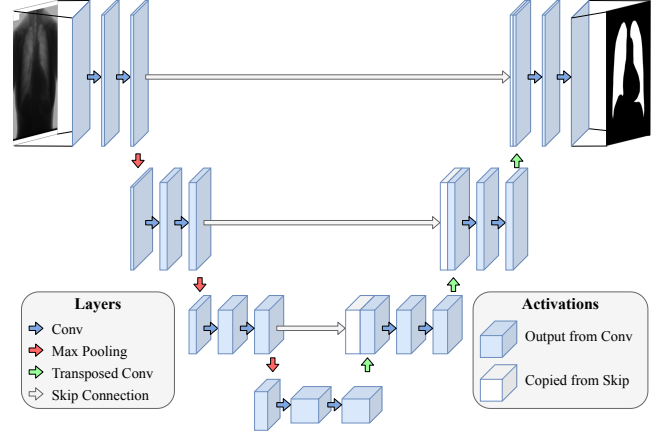 Layers
Conv
Max Pooling
Transposed Conv
Skip Connection
Activations
Output from Conv
Copied from Skip